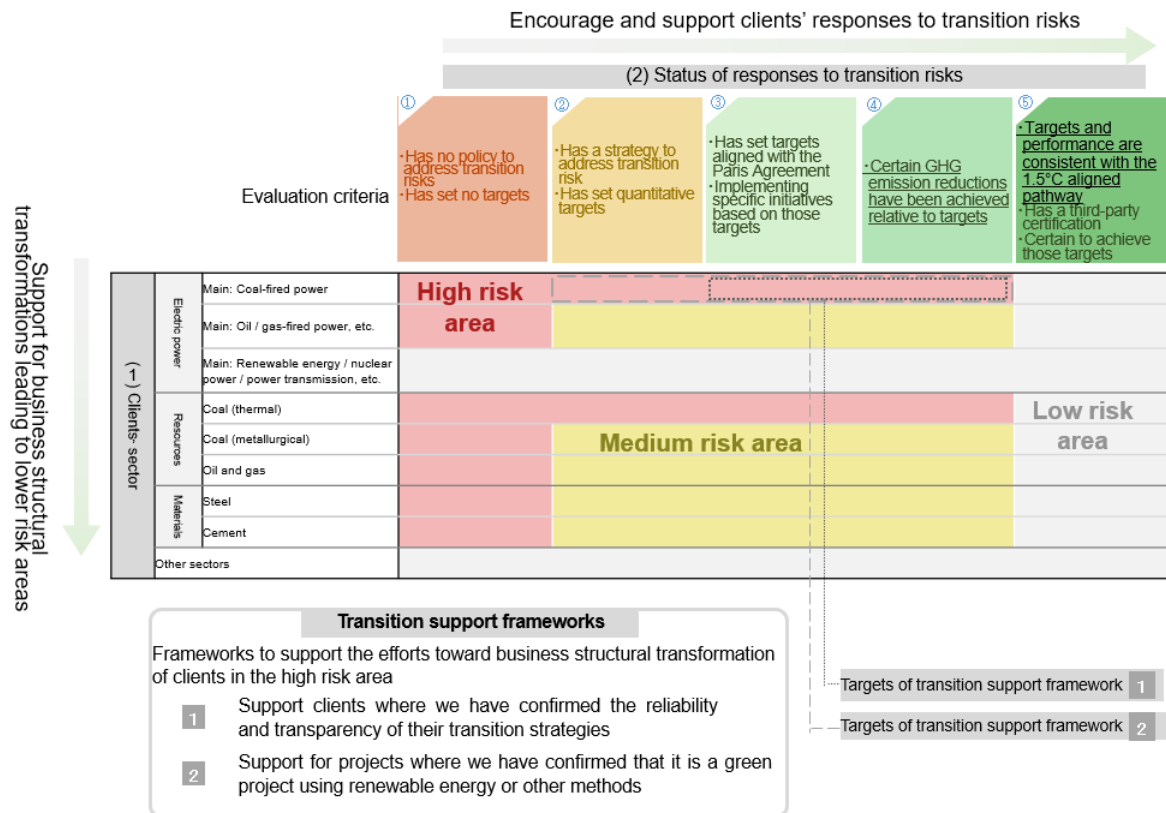 Encourage and support clients' responses to transition risks
(2) Status of responses to transition risks
Evaluation criteria
①
・Has no policy to
address transition
risks
・Has set no targets
②
・Has a strategy to
address transition
risk
・Has set quantitative
targets
③
・Has set targets
aligned with the
Paris Agreement
・Implementing
specific initiatives
based on those
targets
④
・Certain GHG
emission reductions
have been achieved
relative to targets
⑤
・Targets and
performance are
consistent with the
1.5°C aligned
pathway
・Has a third-party
certification
・Certain to achieve
those targets
Support for business structural
transformations leading to lower risk areas
(1) Clients- sector
Electric power
Main: Coal-fired power
Main: Oil / gas-fired power, etc.
Main: Renewable energy / nuclear
power / power transmission, etc.
Resources
Coal (thermal)
Coal (metallurgical)
Oil and gas
Materials
Steel
Cement
Other sectors
High risk
area
Medium risk area
Low risk
area
Transition support frameworks
Frameworks to support the efforts toward business structural transformation
of clients in the high risk area
1 Support clients where we have confirmed the reliability
and transparency of their transition strategies
2 Support for projects where we have confirmed that it is a green
project using renewable energy or other methods
Targets of transition support framework 1
Targets of transition support framework 2